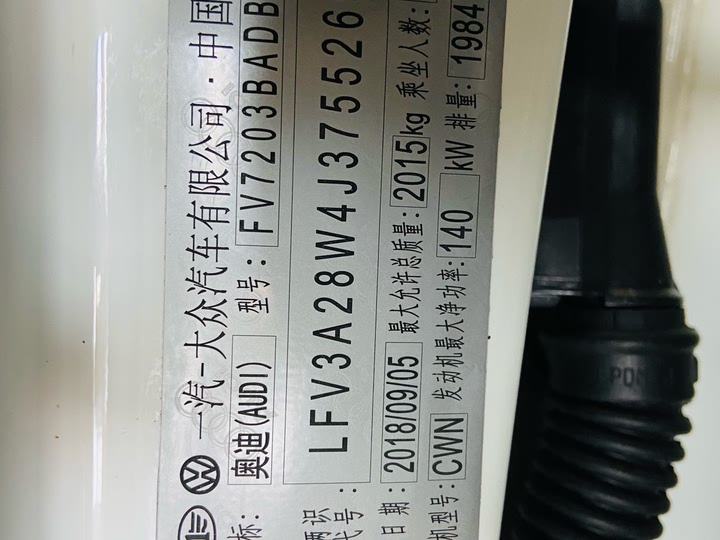 一汽-大众汽车有限公司·中国
标: 奥迪(AUDI) 型号: FV7203BADB
代号: LFV3A28W4J375526
日期: 2018/09/05 最大允许总质量: 2015kg 乘坐人数:
机型号: CWN 发动机最大净功率: 140 kW 排量: 1984